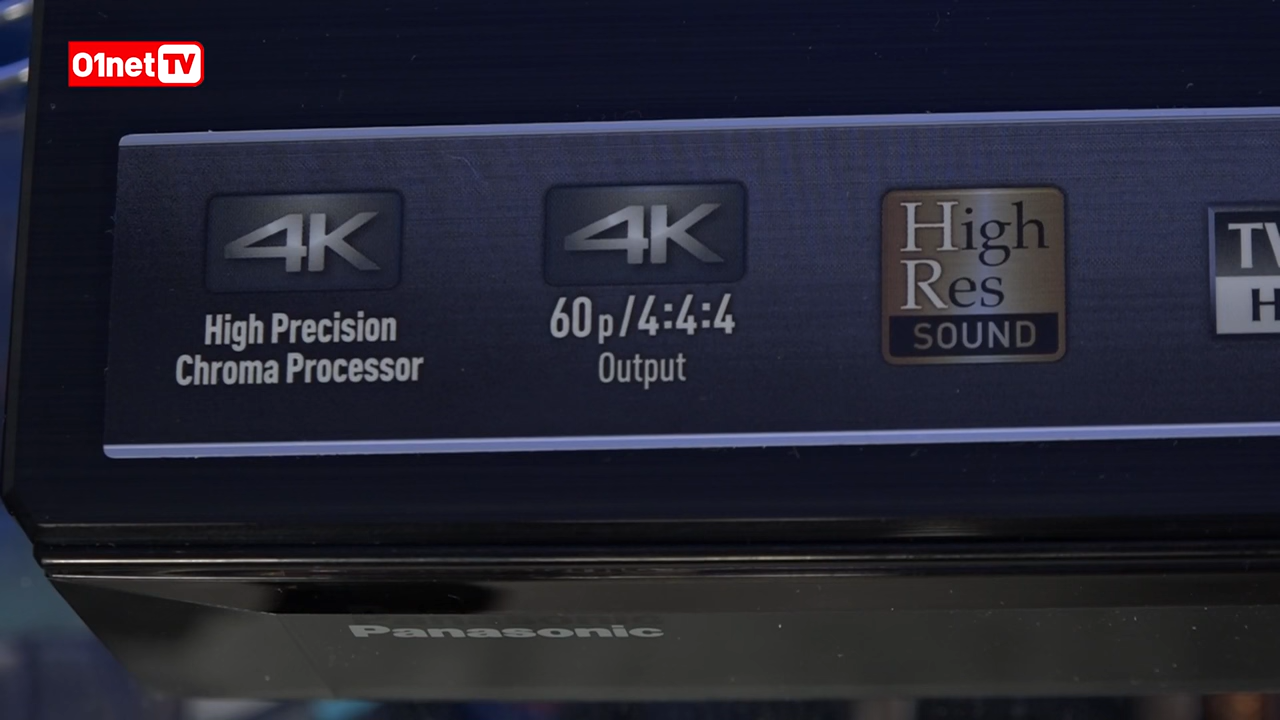 01net TV
4K
High Precision
Chroma Processor
4K
60p/4:4:4
Output
High
Res
SOUND
Panasonic